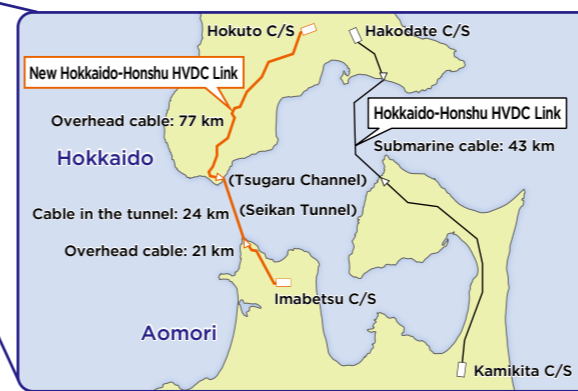 Hokuto C/S
Hakodate C/S
New Hokkaido-Honshu HVDC Link
Hokkaido-Honshu HVDC Link
Overhead cable: 77 km
Submarine cable: 43 km
Hokkaido
(Tsugaru Channel)
Cable in the tunnel: 24 km
(Seikan Tunnel)
Overhead cable: 21 km
Imabetsu C/S
Aomori
Kamikita C/S